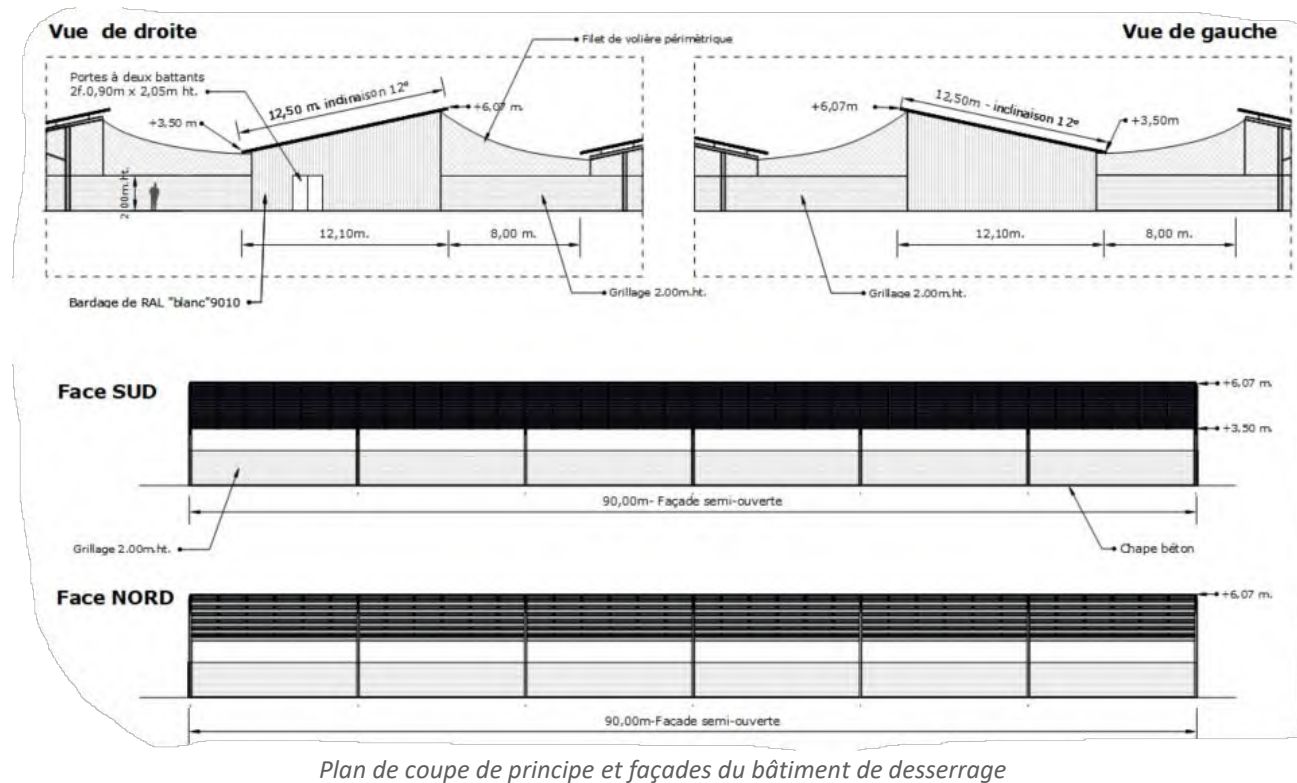 Vue de droite
Filet de volière périmétrique
Vue de gauche
Portes à deux battants
2f.0,90m x 2,05m ht.
12,50 m. inclinaison 12°
+6,07 m.
+3,50 m
2.00m.ht.
12,10m.
8,00 m.
Grillage 2.00m.ht.
Bardage de RAL "blanc"9010
+6,07m
12,50m - inclinaison 12°
+3,50m
12,10m.
8,00 m.
Grillage 2.00m.ht.
Face SUD
+6,07 m.
+3,50 m.
90,00m- Façade semi-ouverte
Grillage 2.00m.ht.
Chape béton
Face NORD
+6,07 m.
90,00m-Façade semi-ouverte
Plan de coupe de principe et façades du bâtiment de desserrage